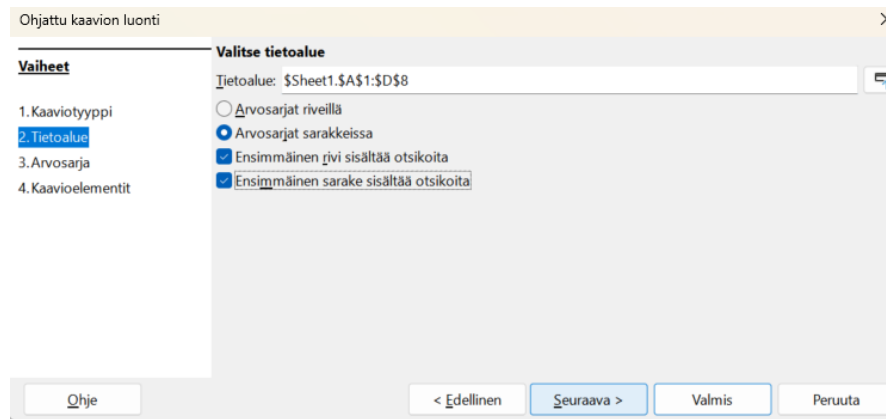 Ohjattu kaavion luonti
Vaiheet
1. Kaaviotyyppi
2. Tietoalue
3. Arvosarja
4. Kaavioelementit
Valitse tietoalue
Tietoalue: $Sheet1.$A$1:$D$8
Arvosarjat riveillä
Arvosarjat sarakkeissa
Ensimmäinen rivi sisältää otsikoita
Ensimmäinen sarake sisältää otsikoita
Ohje
< Edellinen
Seuraava >
Valmis
Peruuta